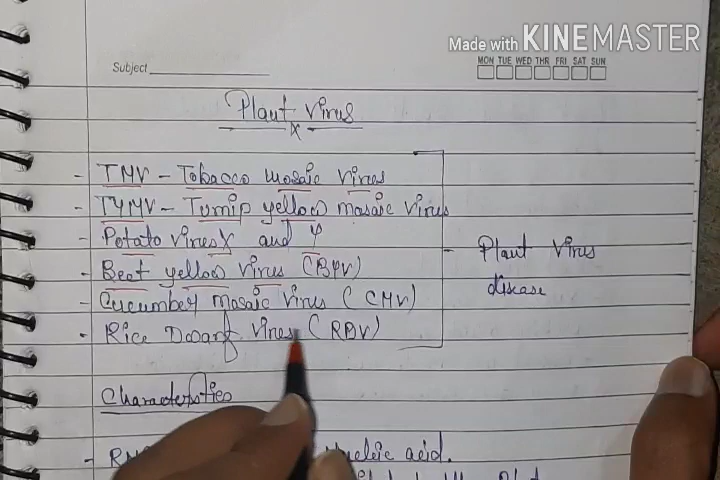 Made with KINEMASTER
Subject
MON TUE WED THR FRI SAT SUN
Plant Virus
x
- TMV - Tobacco mosaic virus
- TYMV - Turnip yellow mosaic virus
- Potato virus X and Y
- Beet yellow virus (BYV)
- Cucumber mosaic virus (CMV)
- Rice Dwarf virus (RDV)
- Plant Virus
disease
Characteristics
nucleic acid.